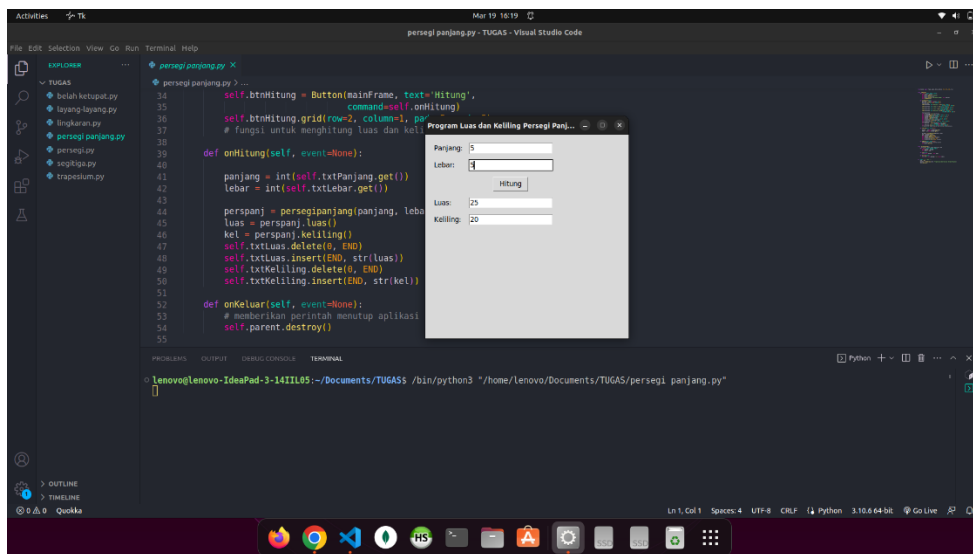 Activities
Tk
Mar 19 16:19
persegi panjang.py - TUGAS - Visual Studio Code
File Edit Selection View Go Run Terminal Help
EXPLORER
TUGAS
belah ketupat.py
layang-layang.py
lingkaran.py
persegi panjang.py
persegi.py
segitiga.py
trapesium.py
OUTLINE
TIMELINE
persegi panjang.py
persegi panjang.py > ...
34 self.btnHitung = Button(mainFrame, text='Hitung',
35 command=self.onHitung)
36 self.btnHitung.grid(row=2, column=1,
37 # fungsi untuk menghitung luas dan keli
38
39 def onHitung(self, event=None):
40
41 panjang = int(self.txtPanjang.get())
42 lebar = int(self.txtLebar.get())
43
44 perspanj = persegipanjang(panjang, leba
45 luas = perspanj.luas()
46 kel = perspanj.keliling()
47 self.txtLuas.delete(0, END)
48 self.txtLuas.insert(END, str(luas))
49 self.txtKeliling.delete(0, END)
50 self.txtKeliling.insert(END, str(kel))
51
52 def onKeluar(self, event=None):
53 # memberikan perintah menutup aplikasi
54 self.parent.destroy()
55
Program Luas dan Keliling Persegi Panj...
Panjang: 5
Lebar: 5
Hitung
Luas: 25
Keliling: 20
PROBLEMS OUTPUT DEBUG CONSOLE TERMINAL
Python
lenovo@lenovo-IdeaPad-3-14IIL05:~/Documents/TUGAS$ /bin/python3 "/home/lenovo/Documents/TUGAS/persegi panjang.py"
1
0 0 Quokka
Ln 1, Col 1 Spaces: 4 UTF-8 CRLF Python 3.10.6 64-bit Go Live
HS
A
SSD
SSD